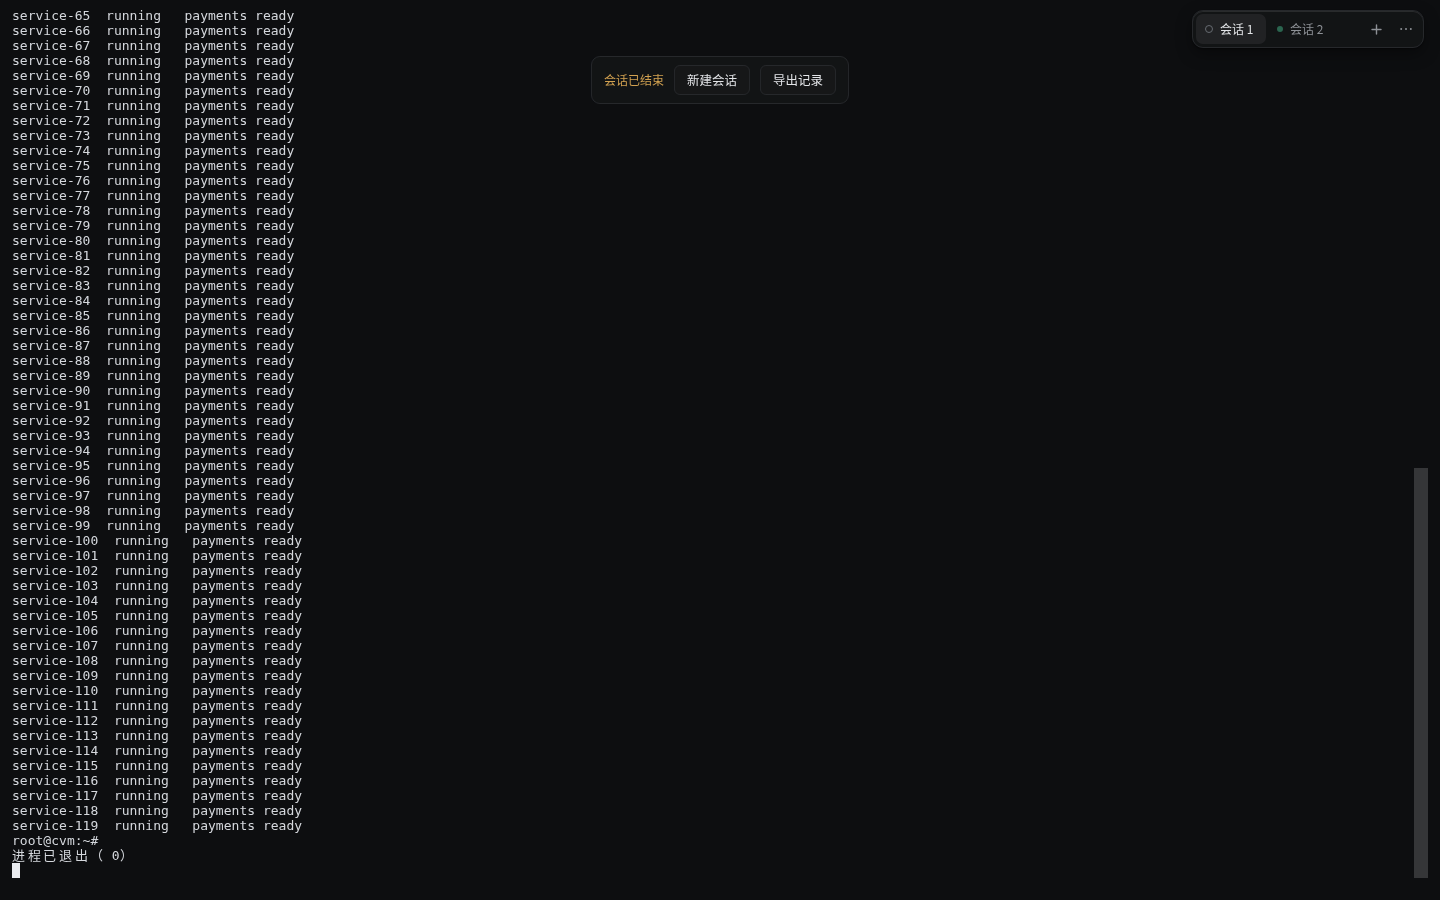 service-65  running   payments ready
service-66  running   payments ready
service-67  running   payments ready
service-68  running   payments ready
service-69  running   payments ready
service-70  running   payments ready
service-71  running   payments ready
service-72  running   payments ready
service-73  running   payments ready
service-74  running   payments ready
service-75  running   payments ready
service-76  running   payments ready
service-77  running   payments ready
service-78  running   payments ready
service-79  running   payments ready
service-80  running   payments ready
service-81  running   payments ready
service-82  running   payments ready
service-83  running   payments ready
service-84  running   payments ready
service-85  running   payments ready
service-86  running   payments ready
service-87  running   payments ready
service-88  running   payments ready
service-89  running   payments ready
service-90  running   payments ready
service-91  running   payments ready
service-92  running   payments ready
service-93  running   payments ready
service-94  running   payments ready
service-95  running   payments ready
service-96  running   payments ready
service-97  running   payments ready
service-98  running   payments ready
service-99  running   payments ready
service-100  running   payments ready
service-101  running   payments ready
service-102  running   payments ready
service-103  running   payments ready
service-104  running   payments ready
service-105  running   payments ready
service-106  running   payments ready
service-107  running   payments ready
service-108  running   payments ready
service-109  running   payments ready
service-110  running   payments ready
service-111  running   payments ready
service-112  running   payments ready
service-113  running   payments ready
service-114  running   payments ready
service-115  running   payments ready
service-116  running   payments ready
service-117  running   payments ready
service-118  running   payments ready
service-119  running   payments ready
root@cvm:~#
进程已退出（ 0）
会话已结束 新建会话 导出记录
会话 1 会话 2 + ···